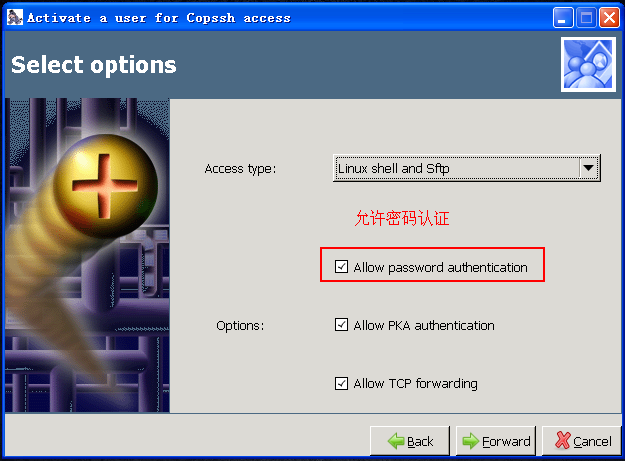 Activate a user for Copssh access
Select options
Access type:
Linux shell and Sftp
允许密码认证
Allow password authentication
Options:
Allow PKA authentication
Allow TCP forwarding
Back
Forward
Cancel